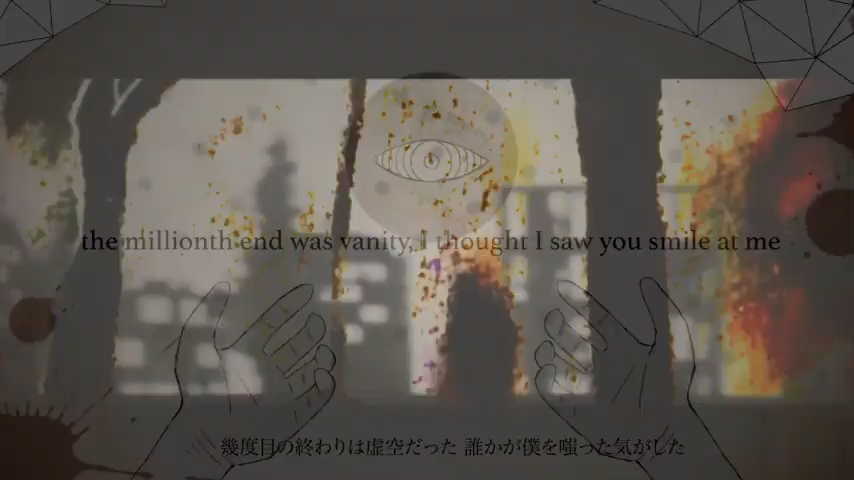 the millionth end was vanity, I thought I saw you smile at me
幾度目の終わりは虚空だった 誰かが僕を嗤った気がした